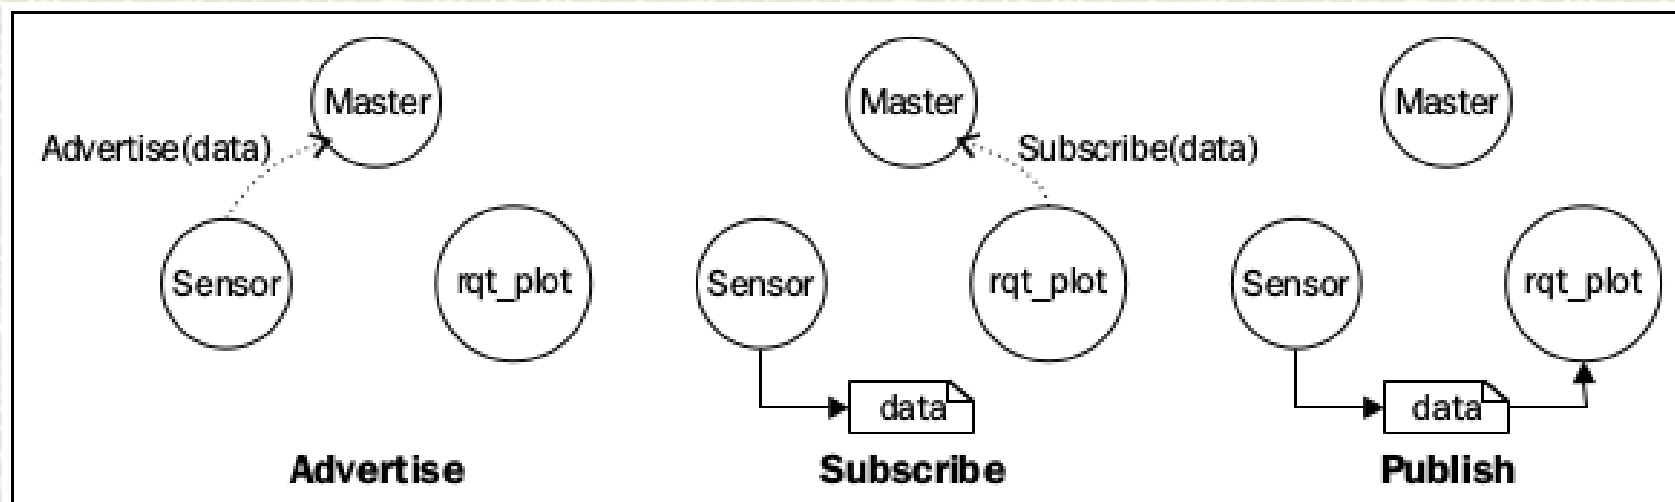 Master
Advertise(data)
Sensor
rqt_plot
Advertise
Master
Subscribe(data)
Sensor
rqt_plot
data
Subscribe
Master
Sensor
rqt_plot
data
Publish